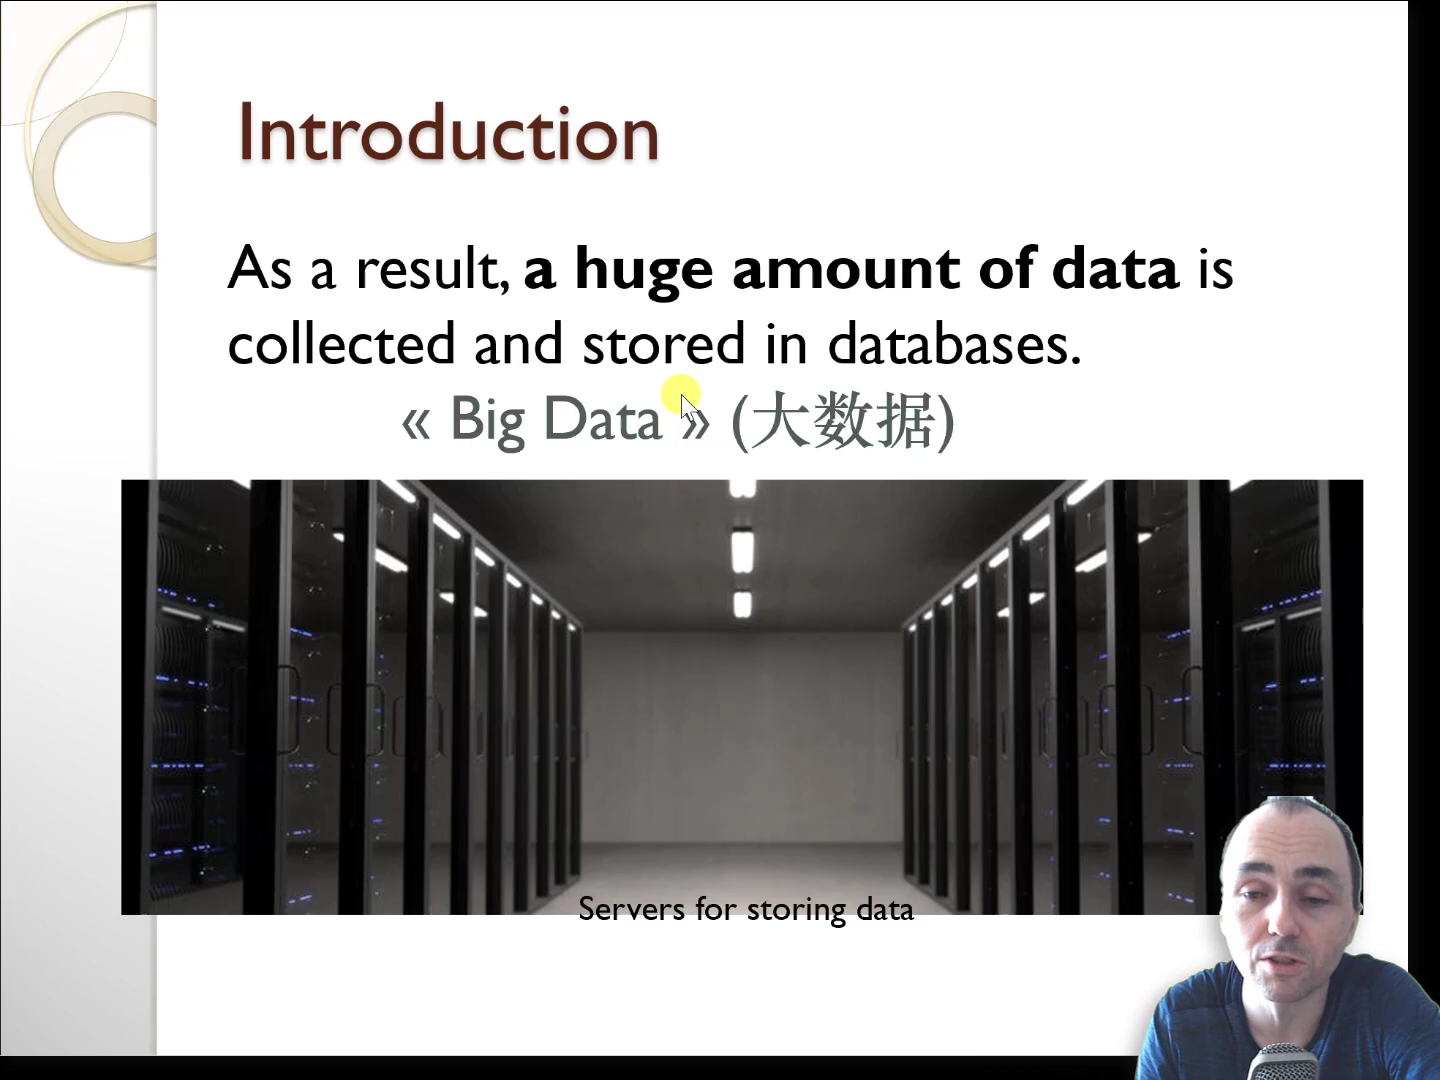 Introduction
As a result, a huge amount of data is
collected and stored in databases.
« Big Data » (大数据)
Servers for storing data